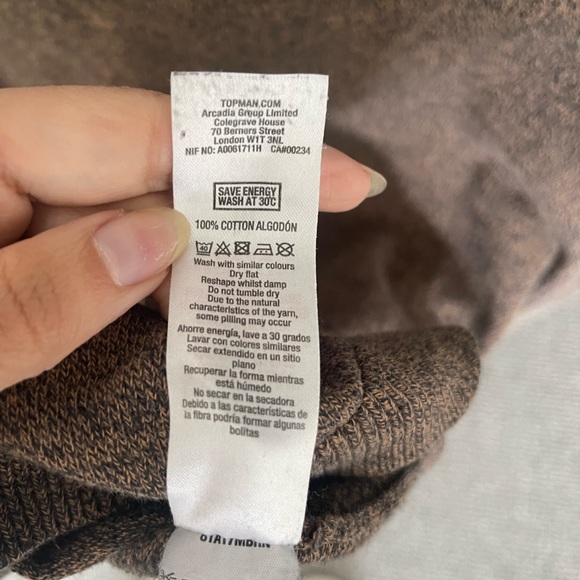 TOPMAN.COM
Arcadia Group Limited
Colegrave House
70 Berners Street
London W1T 3NL
NIF NO: A0061711H CA#00234
SAVE ENERGY
WASH AT 30°C
100% COTTON ALGODÓN
40
Wash with similar colours
Dry flat
Reshape whilst damp
Do not tumble dry
Due to the natural
characteristics of the yarn,
some pilling may occur
Ahorre energía, lave a 30 grados
Lavar con colores similares
Secar extendido en un sitio
plano
Recuperar la forma mientras
está húmedo
No secar en la secadora
Debido a las características de
la fibra podría formar algunas
bolitas